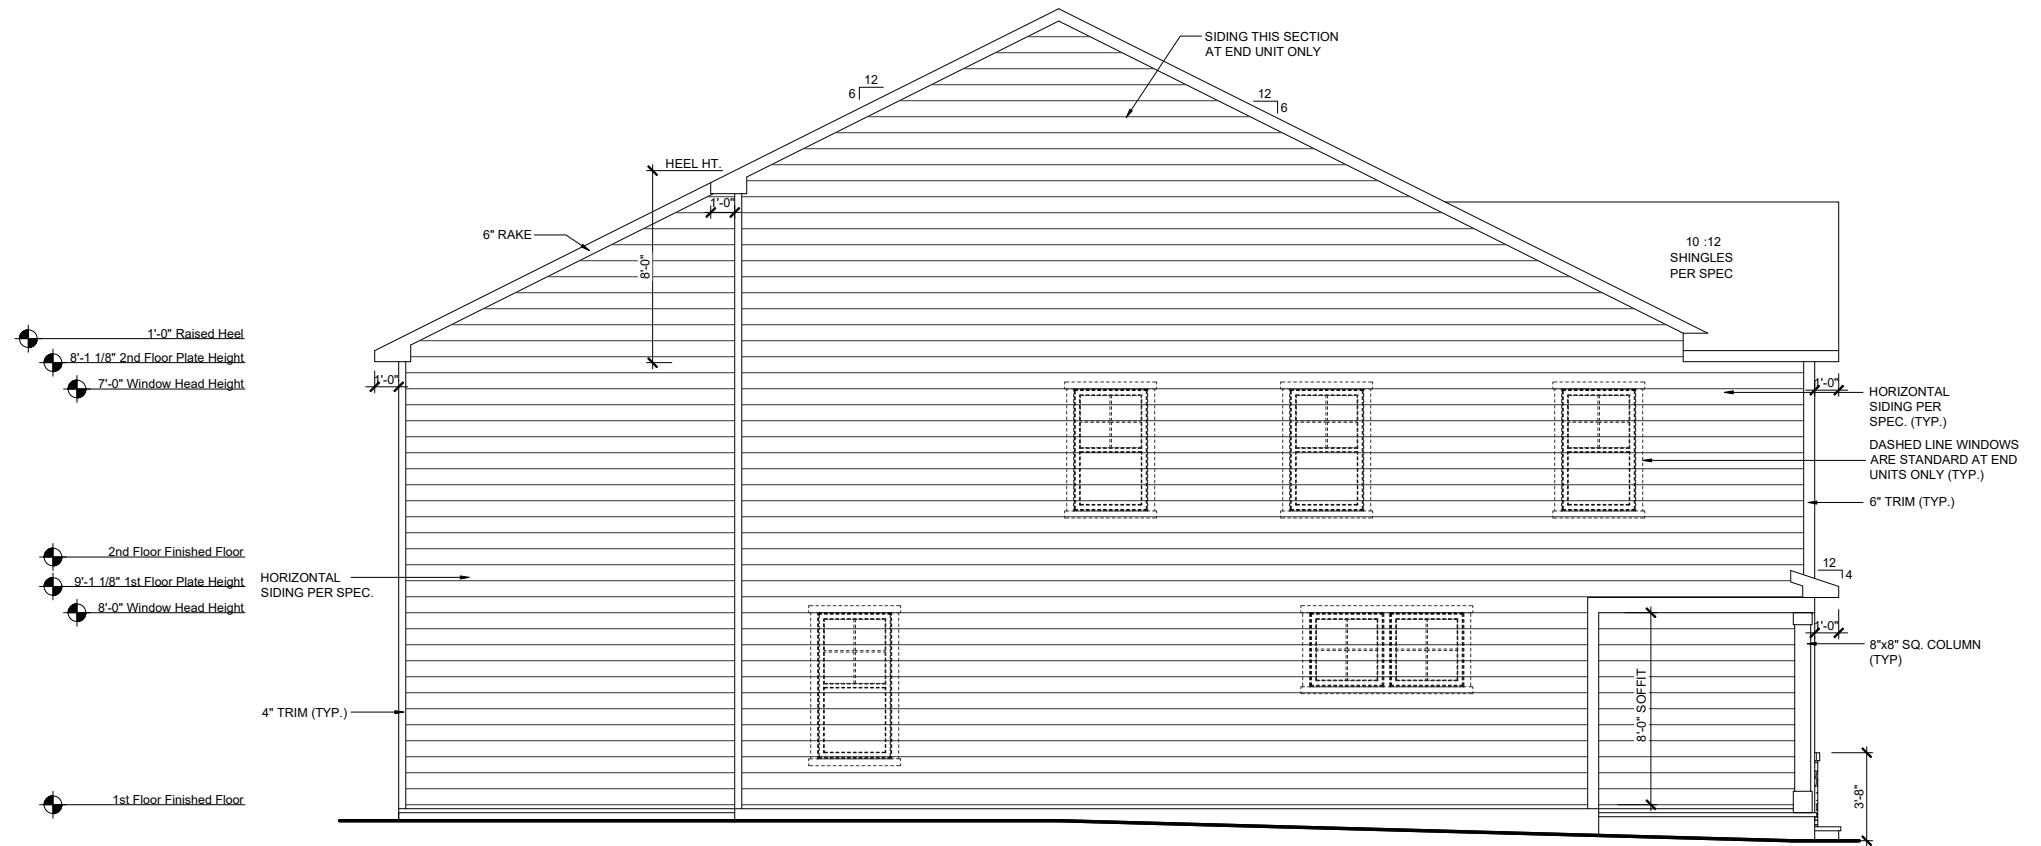 SIDING THIS SECTION
AT END UNIT ONLY
12
6
12
6
HEEL HT.
1'-0"
6" RAKE
8'-0"
10 :12
SHINGLES
PER SPEC
1'-0" Raised Heel
8'-1 1/8" 2nd Floor Plate Height
7'-0" Window Head Height
1'-0"
1'-0"
HORIZONTAL
SIDING PER
SPEC. (TYP.)
DASHED LINE WINDOWS
ARE STANDARD AT END
UNITS ONLY (TYP.)
6" TRIM (TYP.)
2nd Floor Finished Floor
9'-1 1/8" 1st Floor Plate Height
8'-0" Window Head Height
HORIZONTAL
SIDING PER SPEC.
12
4
1'-0"
8"x8" SQ. COLUMN
(TYP)
8'-0" SOFFIT
4" TRIM (TYP.)
3'-8"
1st Floor Finished Floor